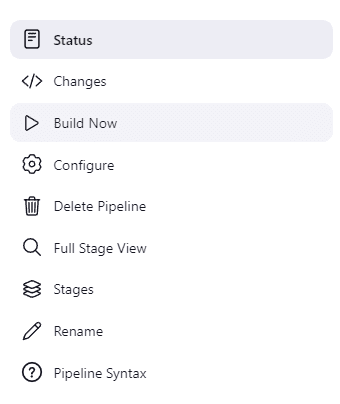 Status
Changes
Build Now
Configure
Delete Pipeline
Full Stage View
Stages
Rename
Pipeline Syntax